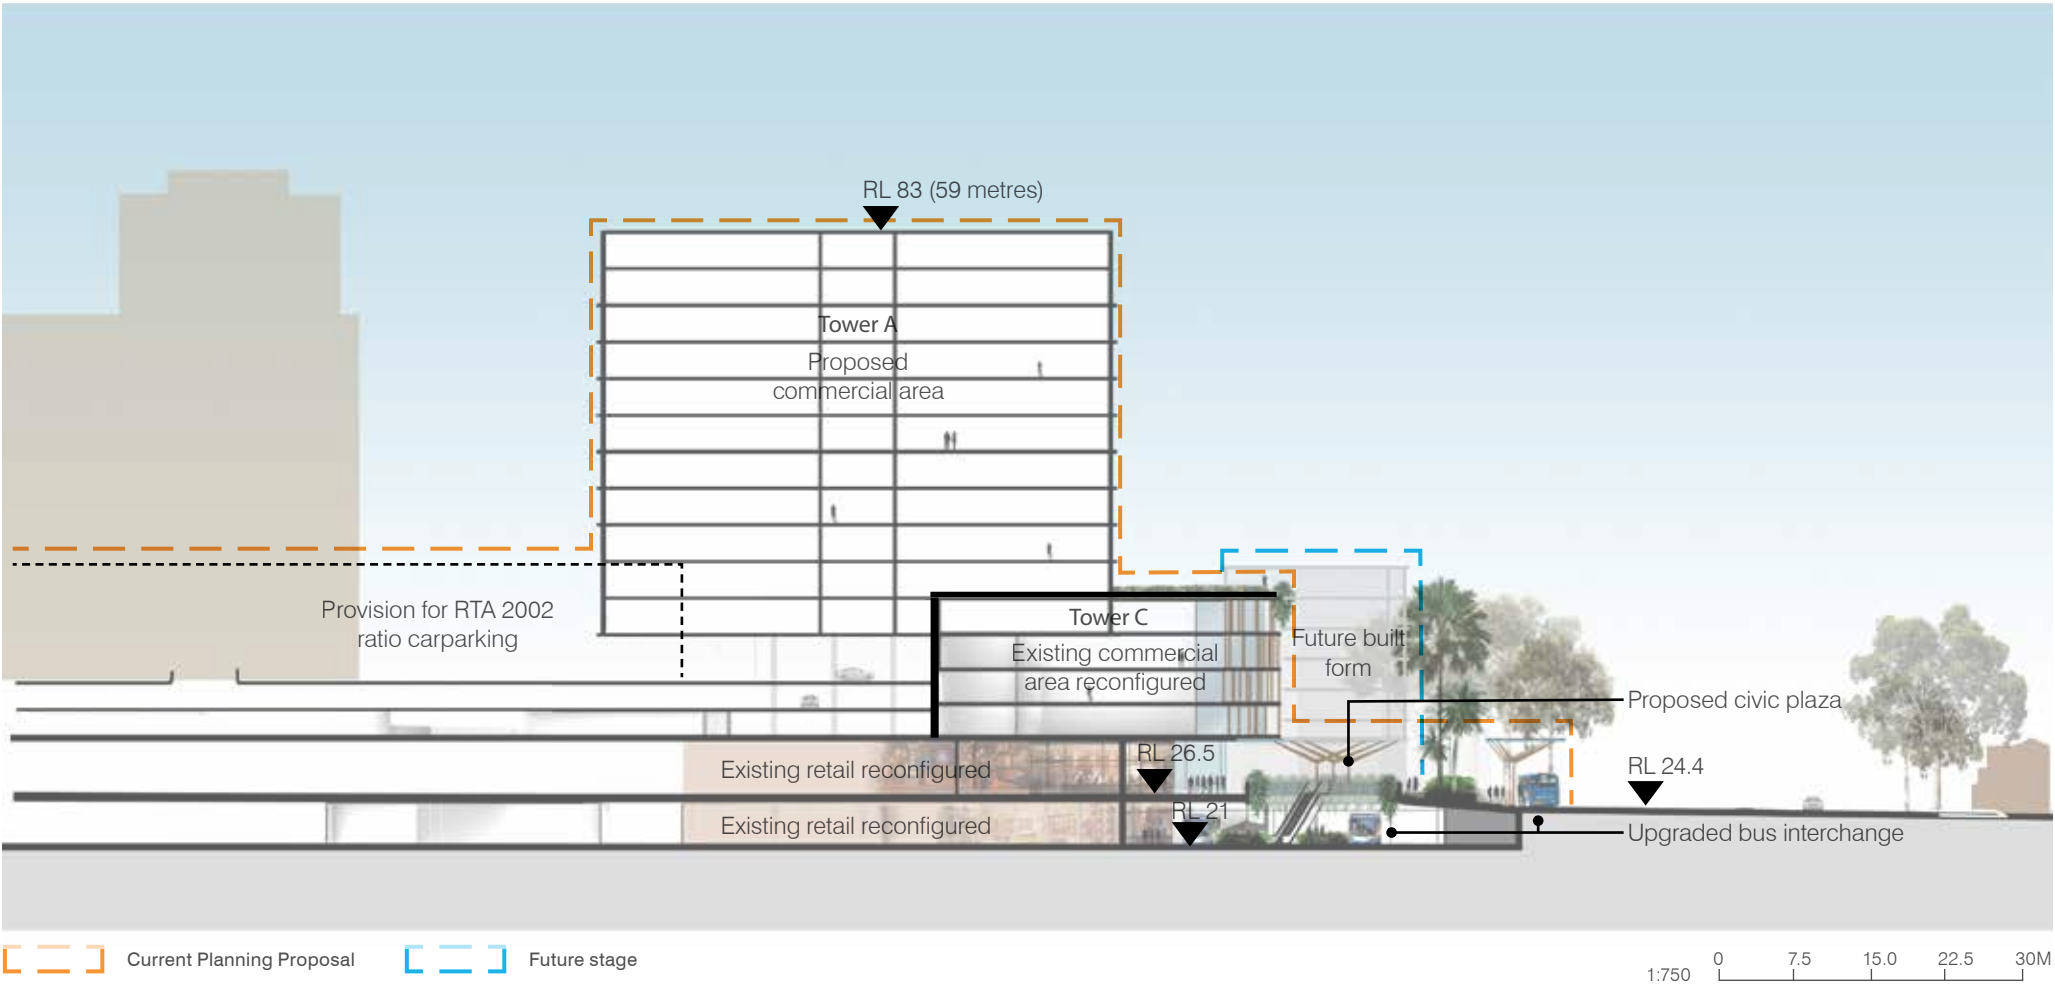 RL 83 (59 metres)
Tower A
Proposed
commercial area
Provision for RTA 2002
ratio carparking
Tower C
Existing commercial
area reconfigured
Future built
form
Proposed civic plaza
RL 26.5
RL 24.4
Existing retail reconfigured
RL 21
Existing retail reconfigured
Upgraded bus interchange
Current Planning Proposal
Future stage
1:750
0 7.5 15.0 22.5 30M